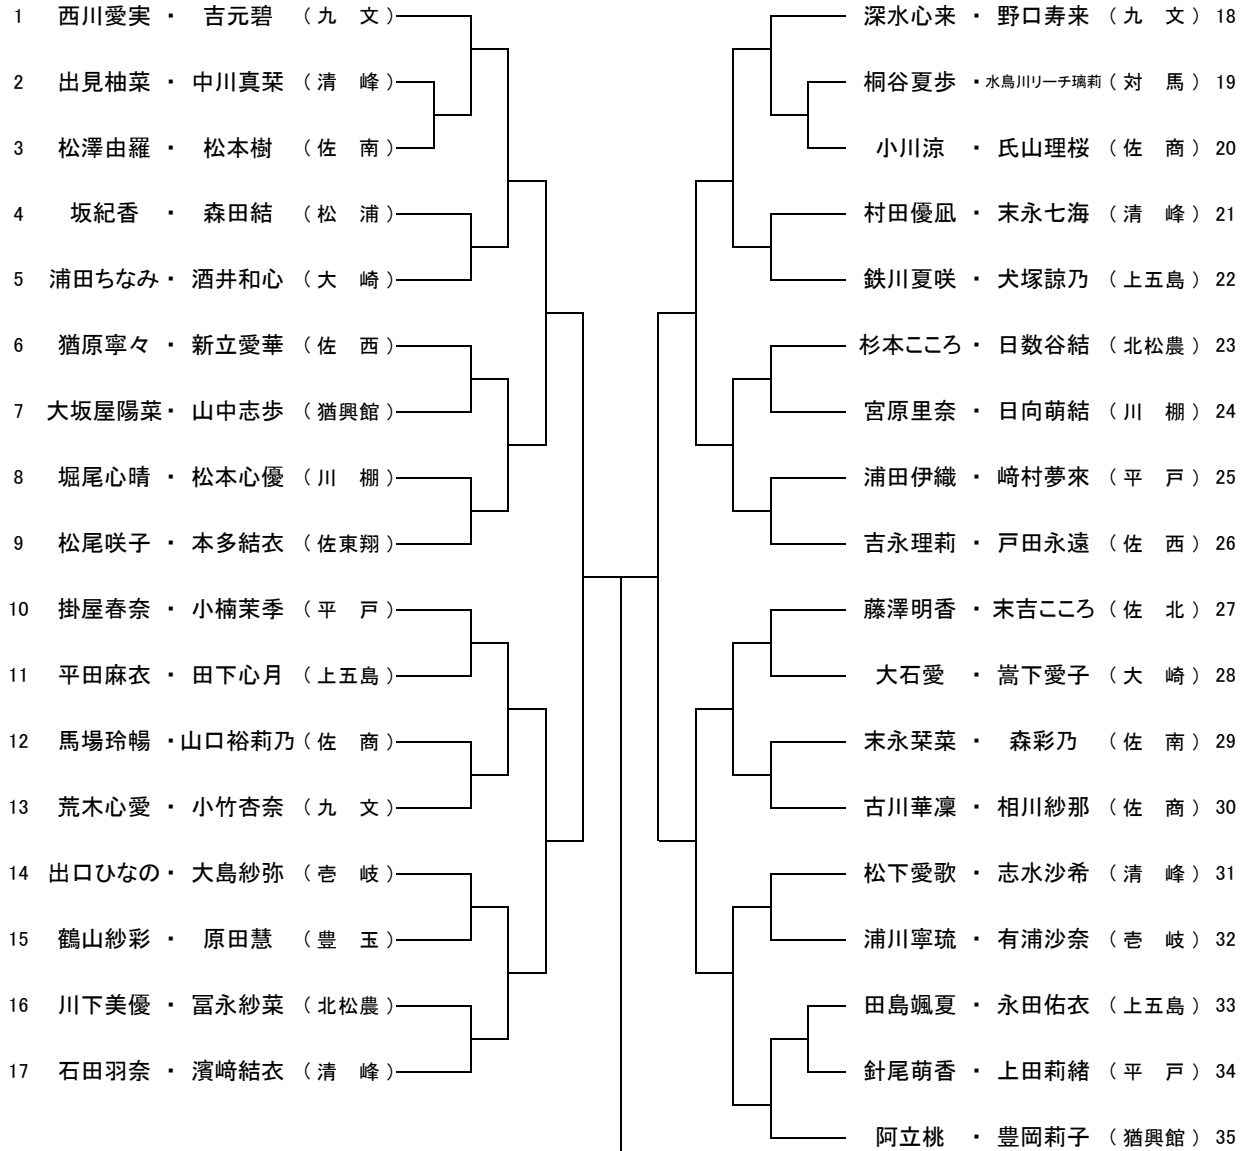 1 西川愛実 ・ 吉元碧 （ 九 文 ）
2 出見柚菜 ・ 中川真栞 （ 清 峰 ）
3 松澤由羅 ・ 松本樹 （ 佐 南 ）
4 坂紀香 ・ 森田結 （ 松 浦 ）
5 浦田ちなみ ・ 酒井和心 （ 大 崎 ）
6 猶原寧々 ・ 新立愛華 （ 佐 西 ）
7 大坂屋陽菜 ・ 山中志歩 （ 猶興館 ）
8 堀尾心晴 ・ 松本心優 （ 川 棚 ）
9 松尾咲子 ・ 本多結衣 （ 佐東翔 ）
10 掛屋春奈 ・ 小楠茉季 （ 平 戸 ）
11 平田麻衣 ・ 田下心月 （ 上五島 ）
12 馬場玲暢 ・ 山口裕莉乃 （ 佐 商 ）
13 荒木心愛 ・ 小竹杏奈 （ 九 文 ）
14 出口ひなの ・ 大島紗弥 （ 壱 岐 ）
15 鶴山紗彩 ・ 原田慧 （ 豊 玉 ）
16 川下美優 ・ 冨永紗菜 （ 北松農 ）
17 石田羽奈 ・ 濱﨑結衣 （ 清 峰 ）
深水心来 ・ 野口寿来 （ 九 文 ） 18
桐谷夏歩 ・ 水鳥川リーチ璃莉 （ 対 馬 ） 19
小川涼 ・ 氏山理桜 （ 佐 商 ） 20
村田優凪 ・ 末永七海 （ 清 峰 ） 21
鉄川夏咲 ・ 犬塚諒乃 （ 上五島 ） 22
杉本こころ ・ 日数谷結 （ 北松農 ） 23
宮原里奈 ・ 日向萌結 （ 川 棚 ） 24
浦田伊織 ・ 﨑村夢來 （ 平 戸 ） 25
吉永理莉 ・ 戸田永遠 （ 佐 西 ） 26
藤澤明香 ・ 末吉こころ （ 佐 北 ） 27
大石愛 ・ 嵩下愛子 （ 大 崎 ） 28
末永栞菜 ・ 森彩乃 （ 佐 南 ） 29
古川華凜 ・ 相川紗那 （ 佐 商 ） 30
松下愛歌 ・ 志水沙希 （ 清 峰 ） 31
浦川寧琉 ・ 有浦沙奈 （ 壱 岐 ） 32
田島颯夏 ・ 永田佑衣 （ 上五島 ） 33
針尾萌香 ・ 上田莉緒 （ 平 戸 ） 34
阿立桃 ・ 豊岡莉子 （ 猶興館 ） 35